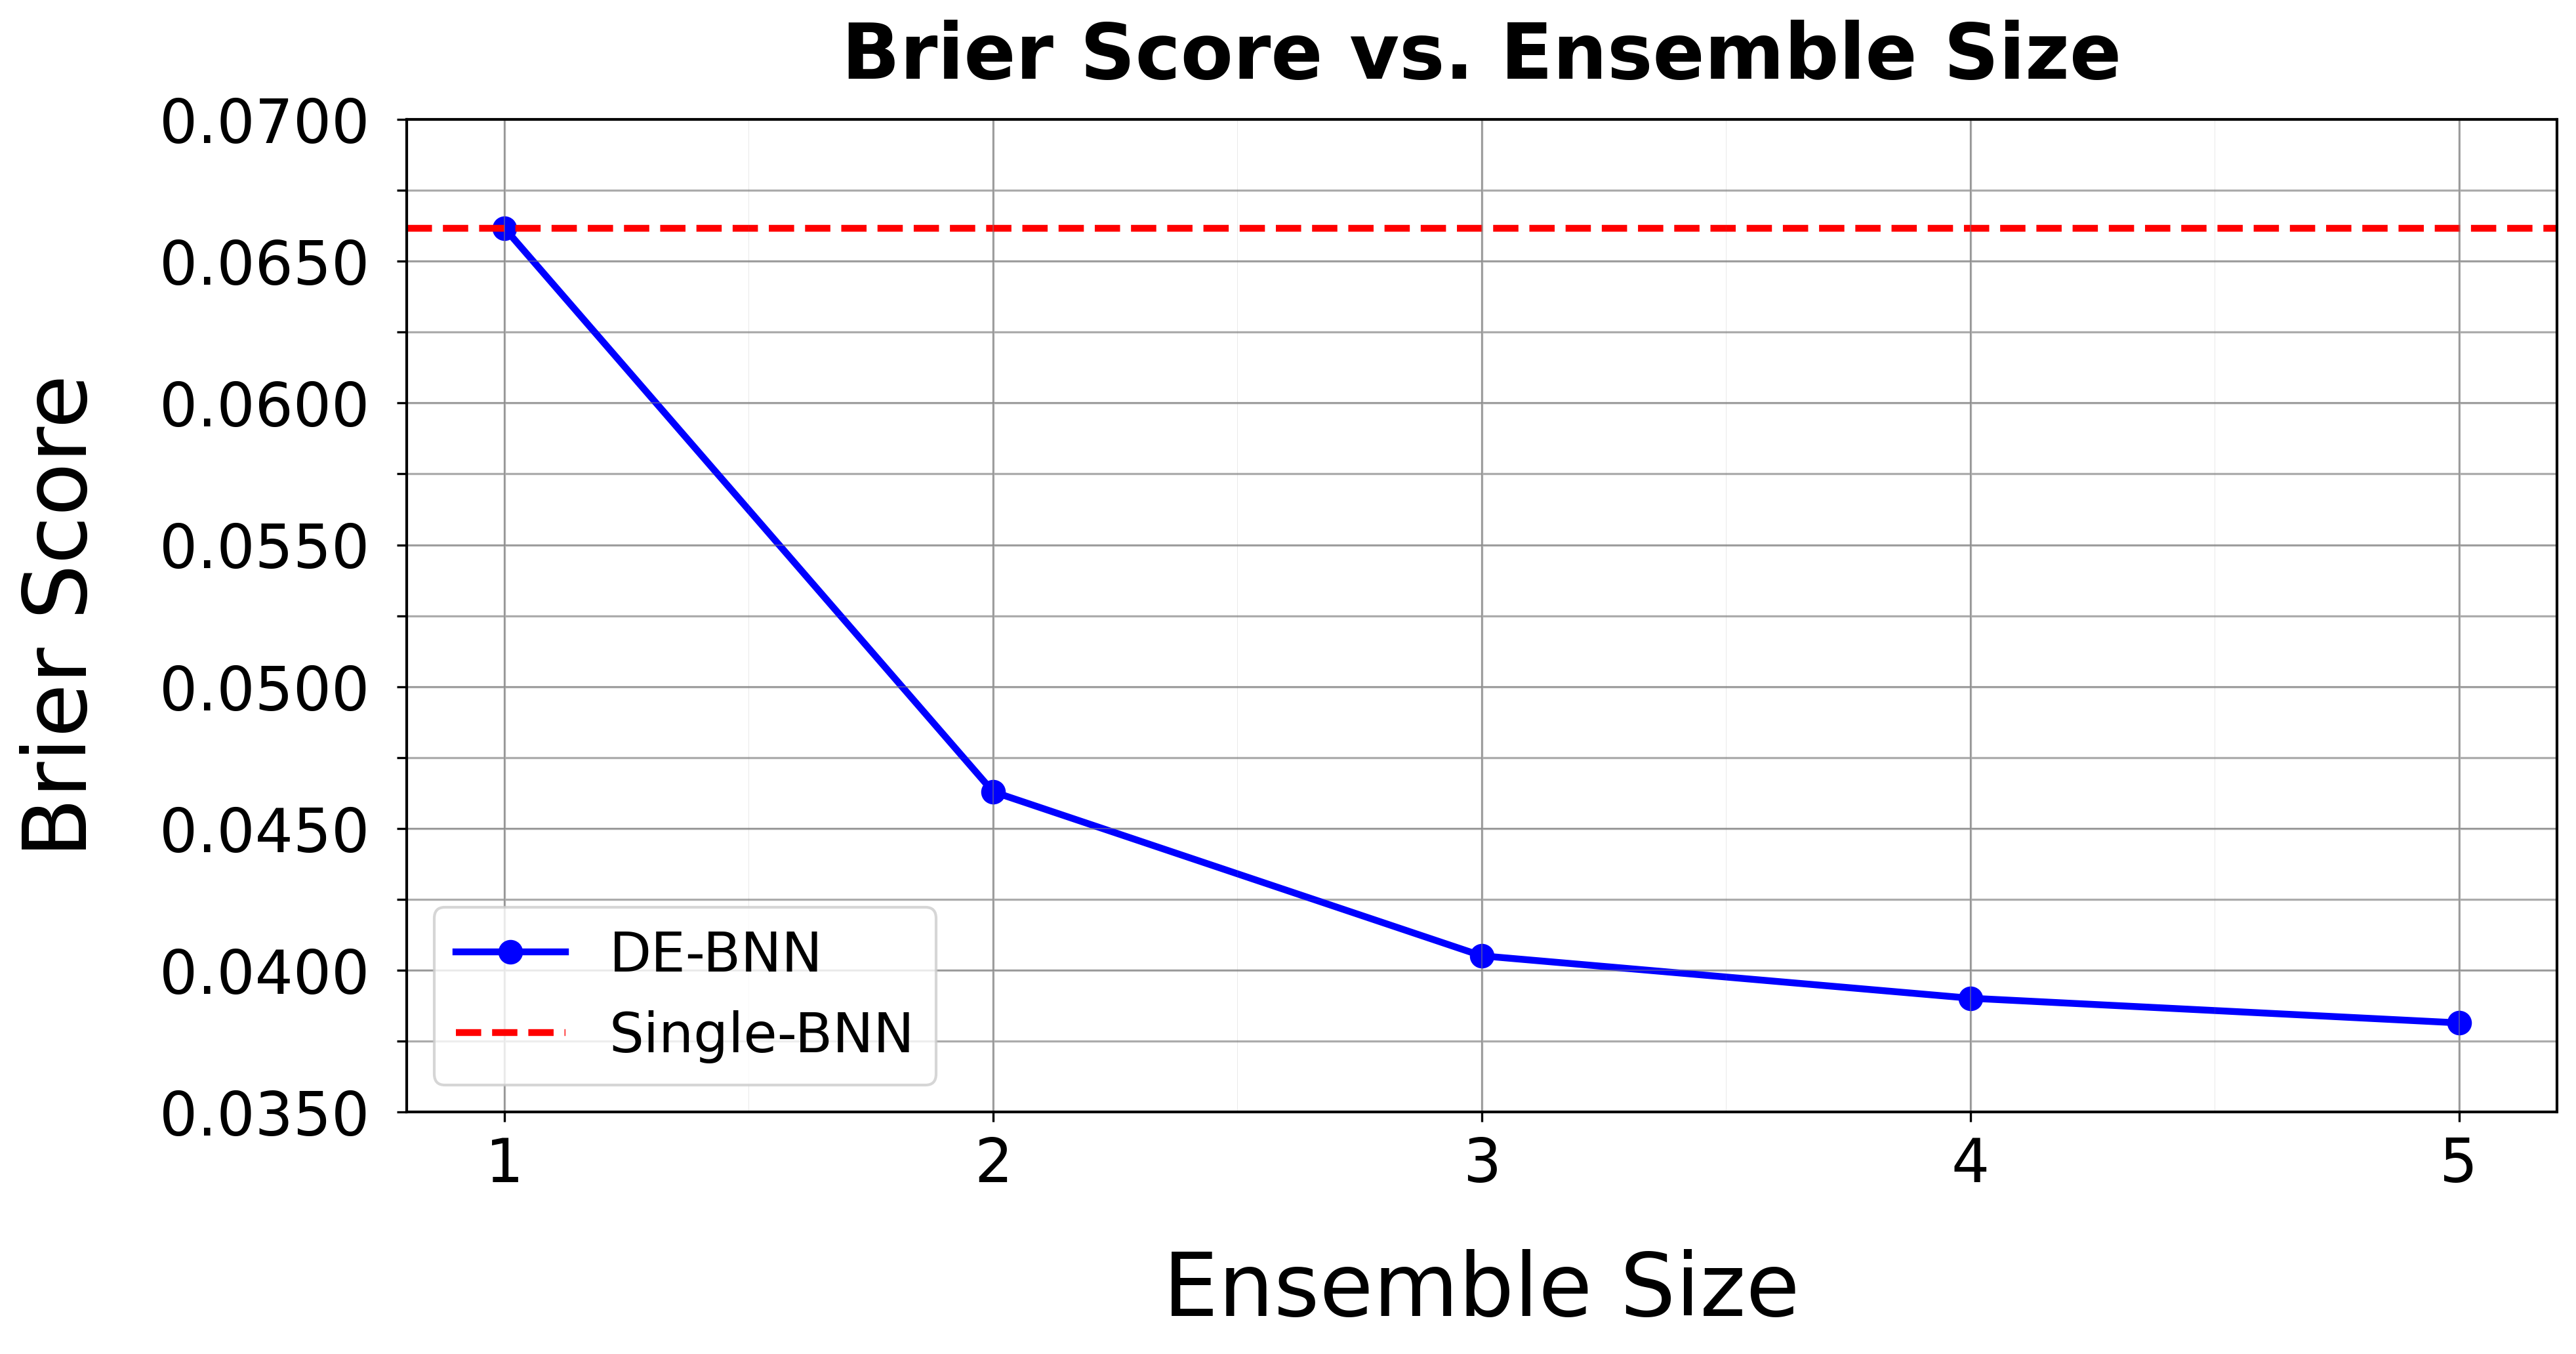 Brier Score vs. Ensemble Size
Brier Score
0.0700
0.0650
0.0600
0.0550
0.0500
0.0450
0.0400
0.0350
DE-BNN
Single-BNN
1 2 3 4 5
Ensemble Size